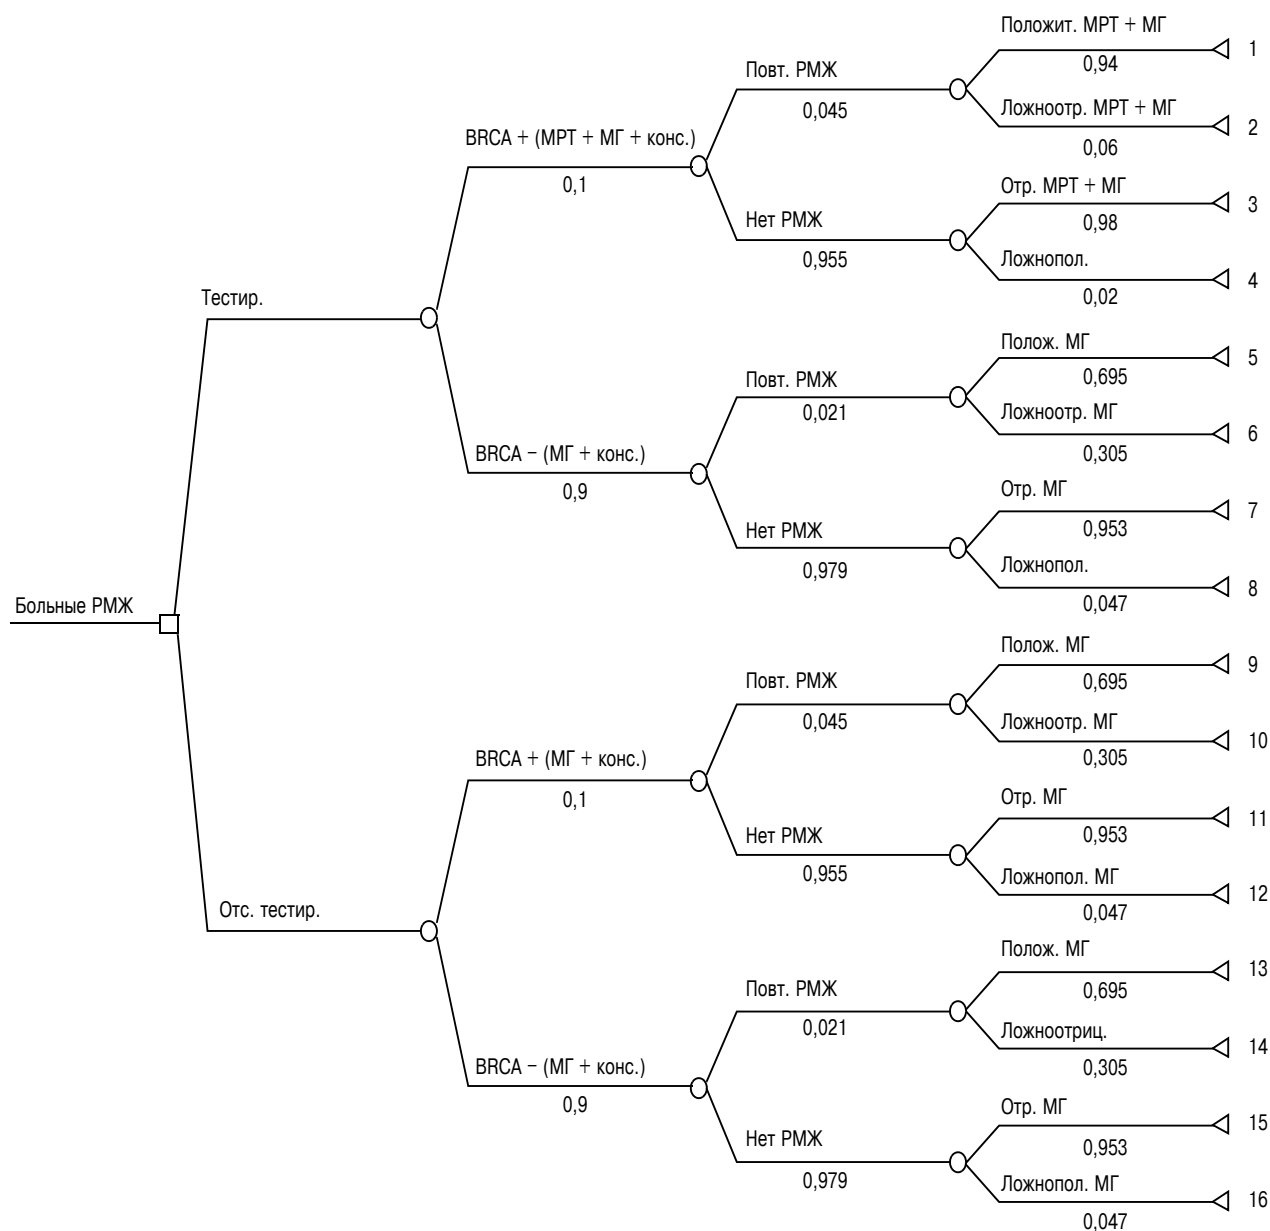 Положит. МРТ + МГ
1
0,94
Повт. РМЖ
0,045
Ложноотр. МРТ + МГ
2
0,06
BRCA + (МРТ + МГ + конс.)
0,1
Отр. МРТ + МГ
3
0,98
Нет РМЖ
0,955
Ложнопол.
4
0,02
Тестир.
Полож. МГ
5
0,695
Повт. РМЖ
0,021
Ложноотр. МГ
6
0,305
BRCA − (МГ + конс.)
0,9
Отр. МГ
7
0,953
Нет РМЖ
0,979
Ложнопол.
8
0,047
Больные РМЖ
Полож. МГ
9
0,695
Повт. РМЖ
0,045
Ложноотр. МГ
10
0,305
BRCA + (МГ + конс.)
0,1
Отр. МГ
11
0,953
Нет РМЖ
0,955
Ложнопол. МГ
12
0,047
Отс. тестир.
Полож. МГ
13
0,695
Повт. РМЖ
0,021
Ложноотриц.
14
0,305
BRCA − (МГ + конс.)
0,9
Отр. МГ
15
0,953
Нет РМЖ
0,979
Ложнопол. МГ
16
0,047